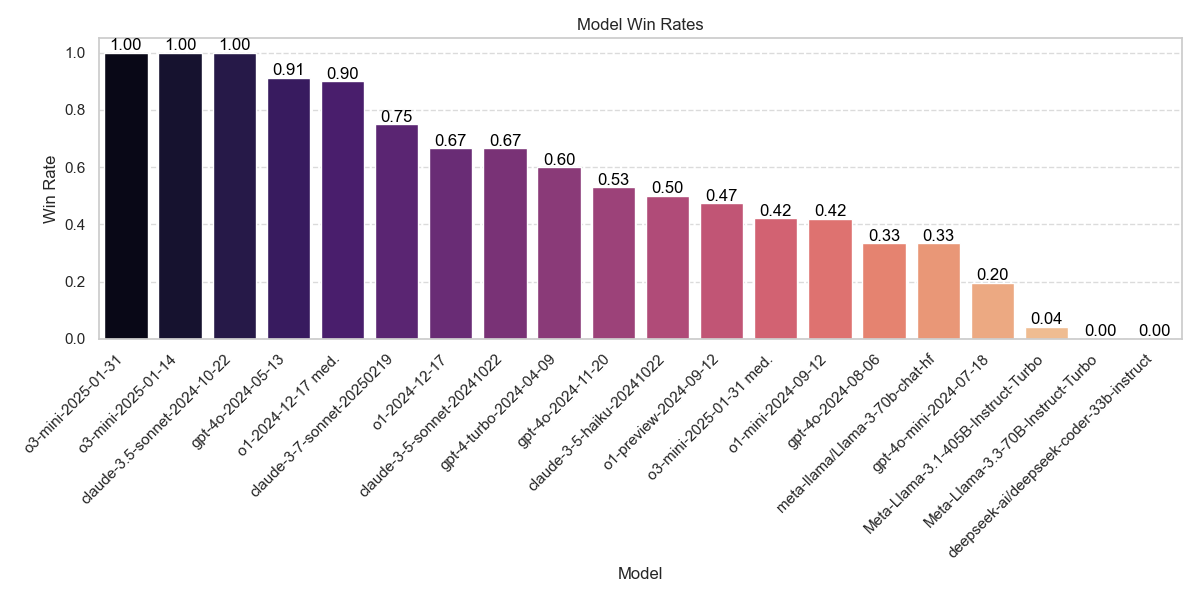 Model Win Rates
Win Rate
1.0
0.8
0.6
0.4
0.2
0.0
1.00
1.00
1.00
0.91
0.90
0.75
0.67
0.67
0.60
0.53
0.50
0.47
0.42
0.42
0.33
0.33
0.20
0.04
0.00
0.00
o3-mini-2025-01-31
o3-mini-2025-01-14
claude-3.5-sonnet-2024-10-22
gpt-4o-2024-05-13
o1-2024-12-17 med.
claude-3-7-sonnet-20250219
o1-2024-12-17
claude-3-5-sonnet-20241022
gpt-4-turbo-2024-04-09
gpt-4o-2024-11-20
claude-3-5-haiku-20241022
o1-preview-2024-09-12
o3-mini-2025-01-31 med.
o1-mini-2024-09-12
gpt-4o-2024-08-06
meta-llama/Llama-3-70b-chat-hf
gpt-4o-mini-2024-07-18
Meta-Llama-3.1-405B-Instruct-Turbo
Meta-Llama-3.3-70B-Instruct-Turbo
deepseek-ai/deepseek-coder-33b-instruct
Model